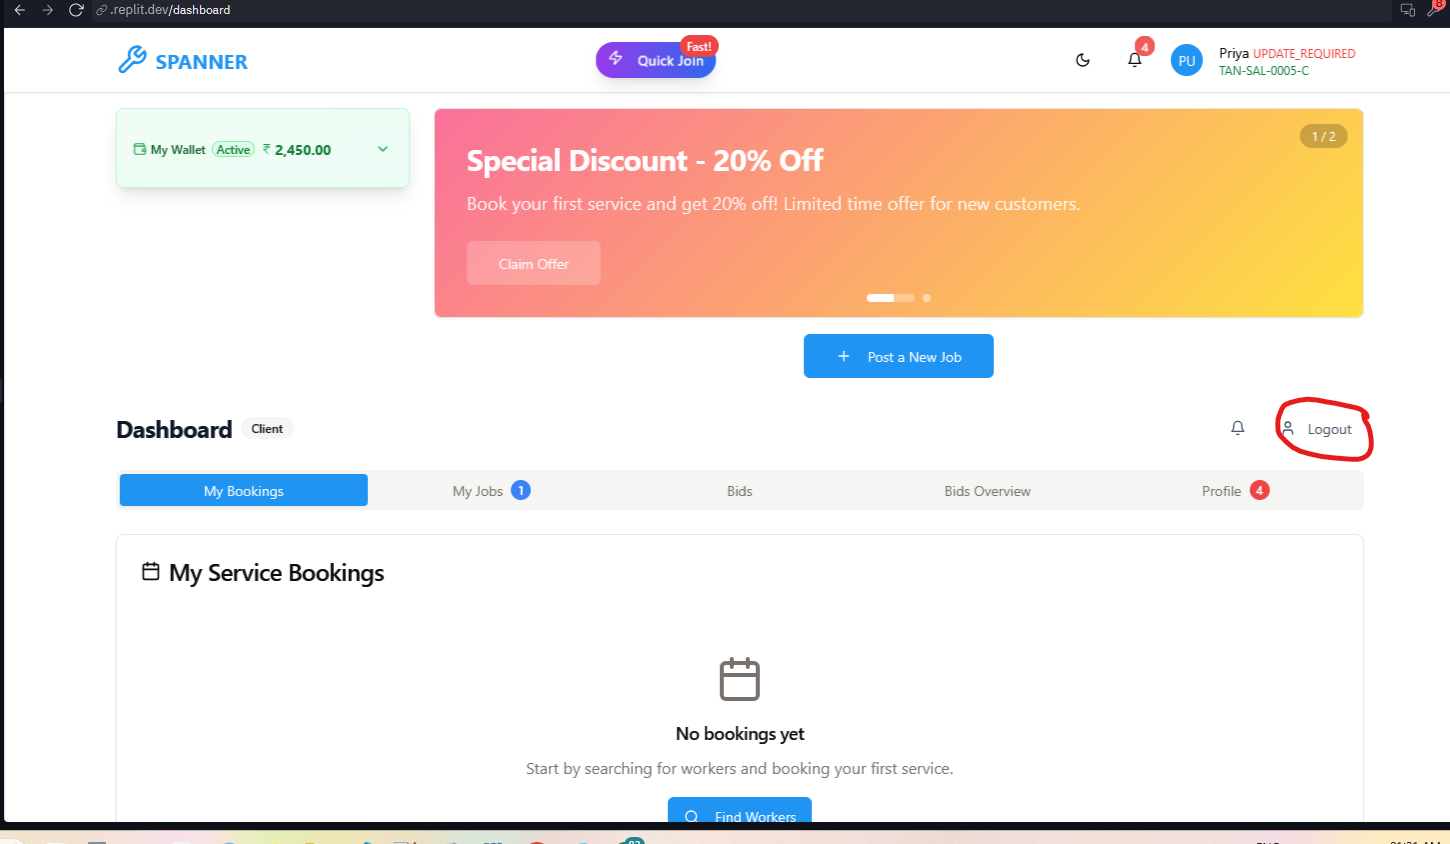 .replit.dev/dashboard
8
SPANNER
Quick Join
Fast!
4
PU
Priya UPDATE_REQUIRED
TAN-SAL-0005-C
My Wallet Active ₹ 2,450.00
1 / 2
Special Discount - 20% Off
Book your first service and get 20% off! Limited time offer for new customers.
Claim Offer
+ Post a New Job
Dashboard Client
Logout
My Bookings My Jobs 1 Bids Bids Overview Profile 4
My Service Bookings
No bookings yet
Start by searching for workers and booking your first service.
Find Workers